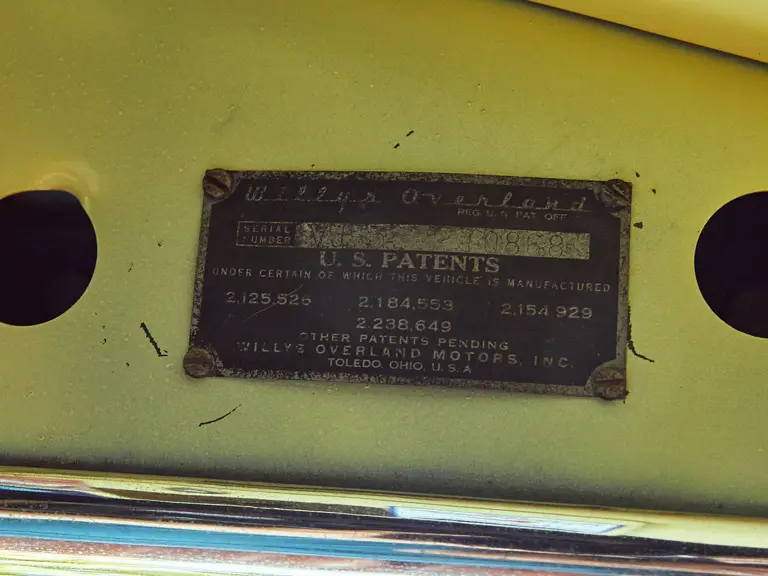 Willys Overland
REG. U.S. PAT. OFF.
SERIAL
NUMBER
U. S. PATENTS
UNDER CERTAIN OF WHICH THIS VEHICLE IS MANUFACTURED
2,125,526 2,184,553 2,154,929
2,238,649
OTHER PATENTS PENDING
WILLYS OVERLAND MOTORS, INC.
TOLEDO, OHIO, U.S.A